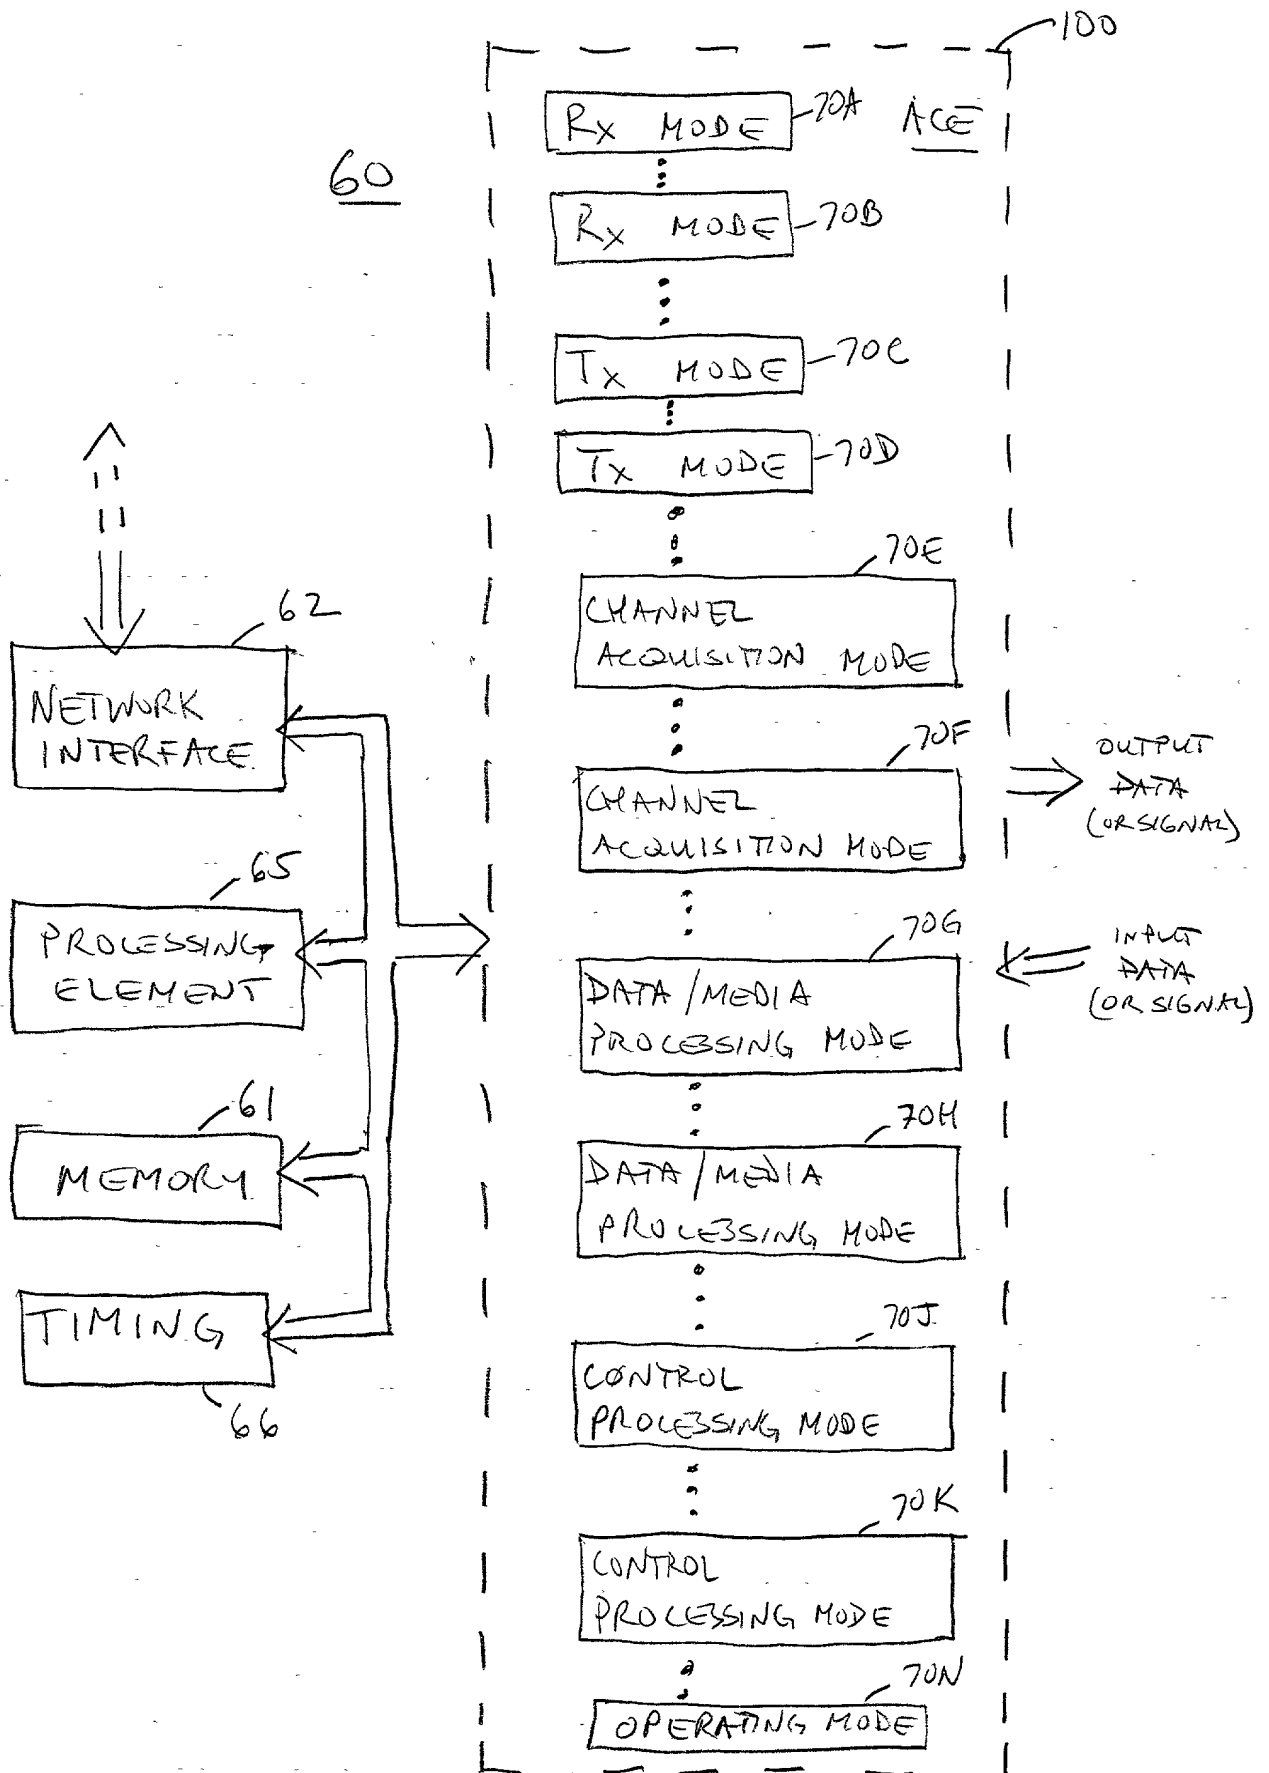 100
Rx MODE
70A
ACE
60
Rx MODE
70B
Tx MODE
70C
Tx MODE
70D
70E
CHANNEL
ACQUISITION MODE
62
NETWORK
INTERFACE
70F
CHANNEL
ACQUISITION MODE
OUTPUT
DATA
(OR SIGNAL)
65
PROCESSING
ELEMENT
70G
DATA/MEDIA
PROCESSING MODE
INPUT
DATA
(OR SIGNAL)
61
MEMORY
70H
DATA/MEDIA
PROCESSING MODE
TIMING
66
70J
CONTROL
PROCESSING MODE
70K
CONTROL
PROCESSING MODE
70N
OPERATING MODE